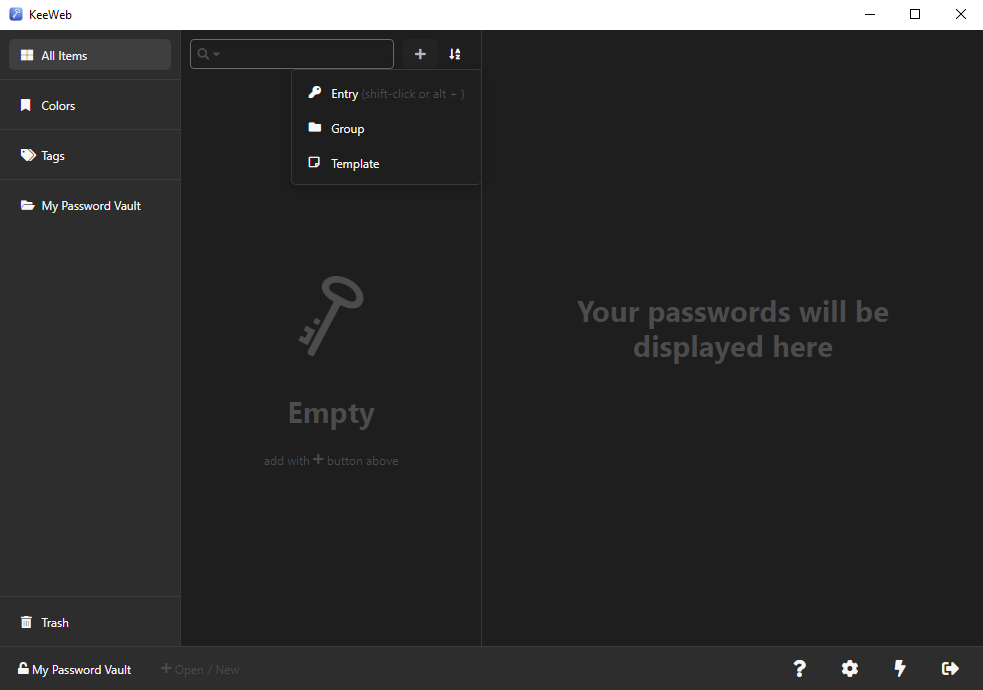 KeeWeb
All Items
Colors
Tags
My Password Vault
Trash
Entry (shift-click or alt + )
Group
Template
Empty
add with + button above
Your passwords will be
displayed here
My Password Vault
+ Open / New